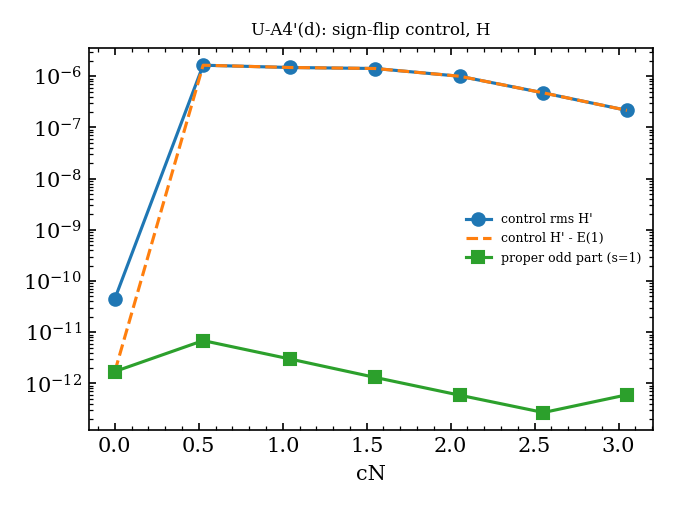 U-A4'(d): sign-flip control, H
10⁻⁶
10⁻⁷
10⁻⁸
10⁻⁹
10⁻¹⁰
10⁻¹¹
10⁻¹²
control rms H'
control H' - E(1)
proper odd part (s=1)
0.0 0.5 1.0 1.5 2.0 2.5 3.0
cN